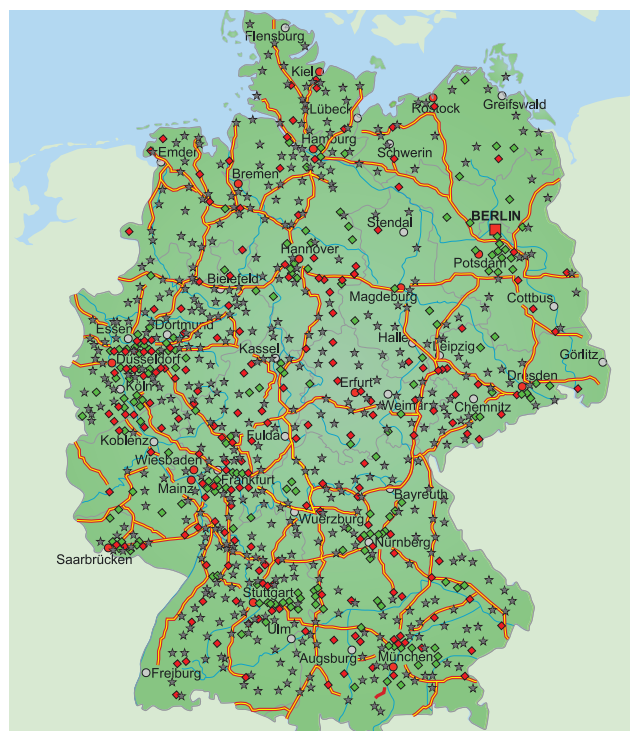 Flensburg
Kiel
Lübeck
Rostock
Greifswald
Hamburg
Schwerin
Emden
Bremen
Stendal
BERLIN
Hannover
Potsdam
Bielefeld
Magdeburg
Cottbus
Essen
Dortmund
Halle
Leipzig
Görlitz
Düsseldorf
Kassel
Köln
Erfurt
Weimar
Dresden
Chemnitz
Koblenz
Fulda
Wiesbaden
Mainz
Frankfurt
Bayreuth
Wuerzburg
Nürnberg
Saarbrücken
Stuttgart
Ulm
Augsburg
München
Freiburg